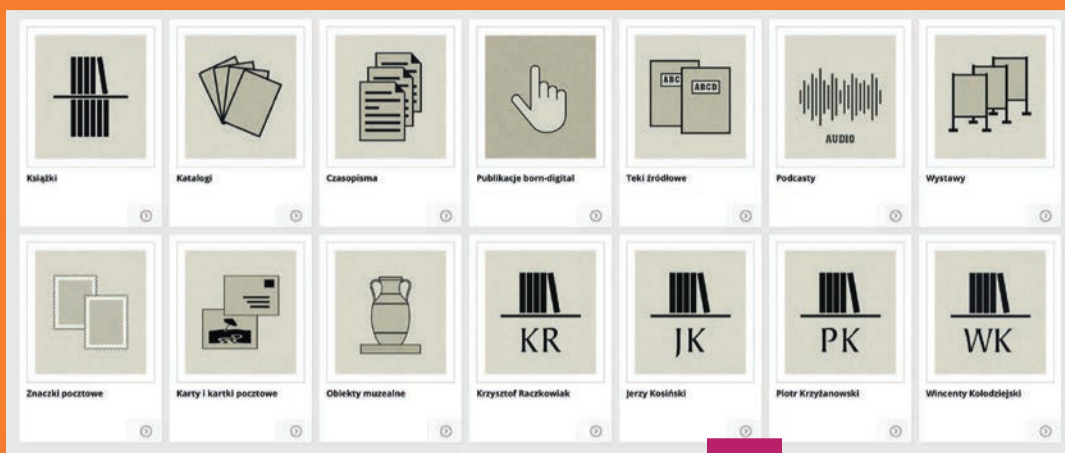 ABC
ABCD
AUDIO
Książki
Katalogi
Czasopisma
Publikacje born-digital
Teki źródłowe
Podcasty
Wystawy
KR
JK
PK
WK
Znaczki pocztowe
Karty i kartki pocztowe
Obiekty muzealne
Krzysztof Raczkowiak
Jerzy Kosiński
Piotr Krzyżanowski
Wincenty Kołodziejski